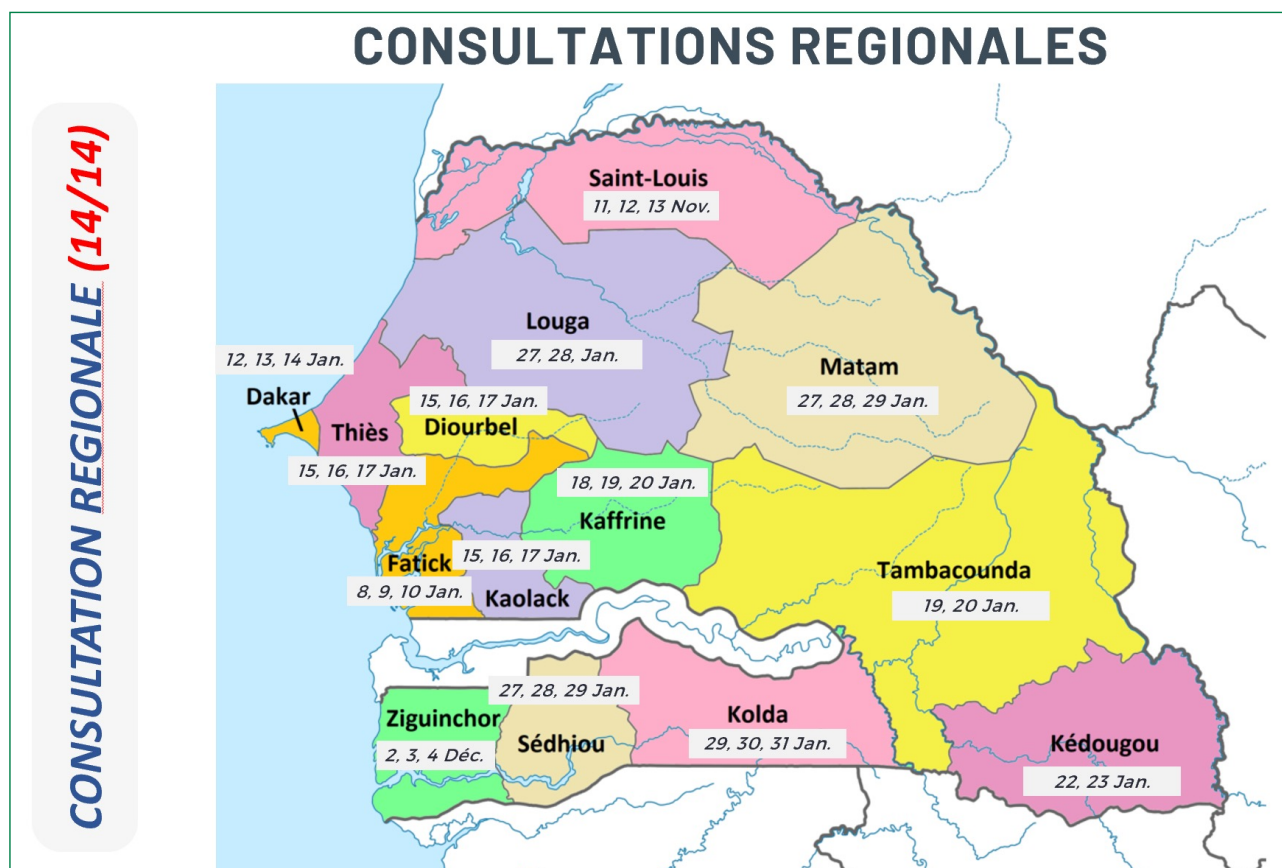 CONSULTATIONS REGIONALES
CONSULTATION REGIONALE (14/14)
Saint-Louis
11, 12, 13 Nov.
Louga
27, 28, Jan.
Matam
27, 28, 29 Jan.
12, 13, 14 Jan.
Dakar
Thiès
15, 16, 17 Jan.
15, 16, 17 Jan.
Diourbel
18, 19, 20 Jan.
Kaffrine
Fatick
8, 9, 10 Jan.
15, 16, 17 Jan.
Kaolack
Tambacounda
19, 20 Jan.
Ziguinchor
2, 3, 4 Déc.
27, 28, 29 Jan.
Sédhiou
Kolda
29, 30, 31 Jan.
Kédougou
22, 23 Jan.